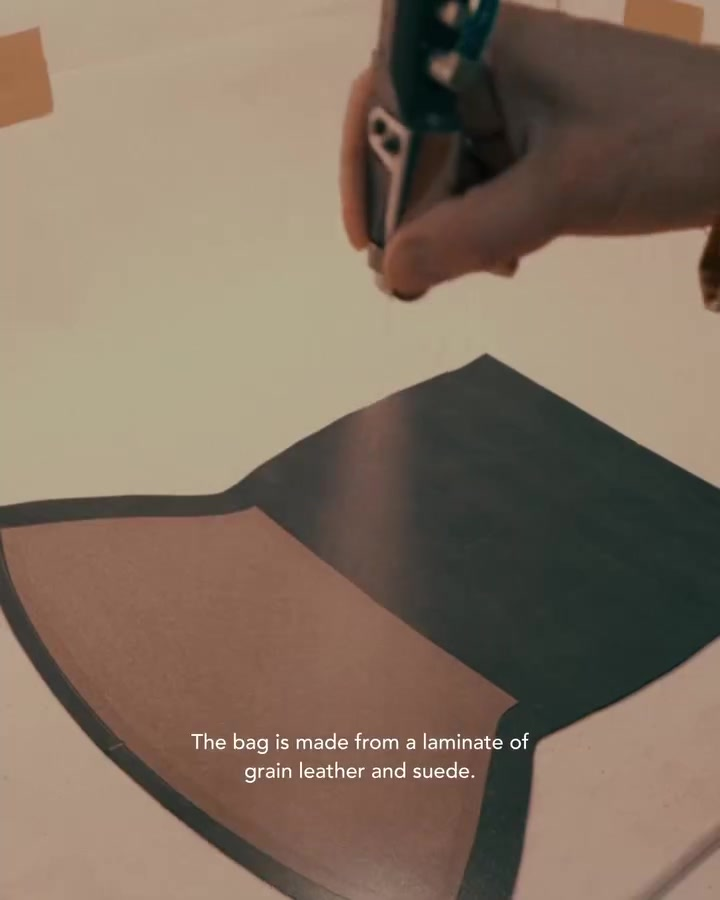 The bag is made from a laminate of
grain leather and suede.